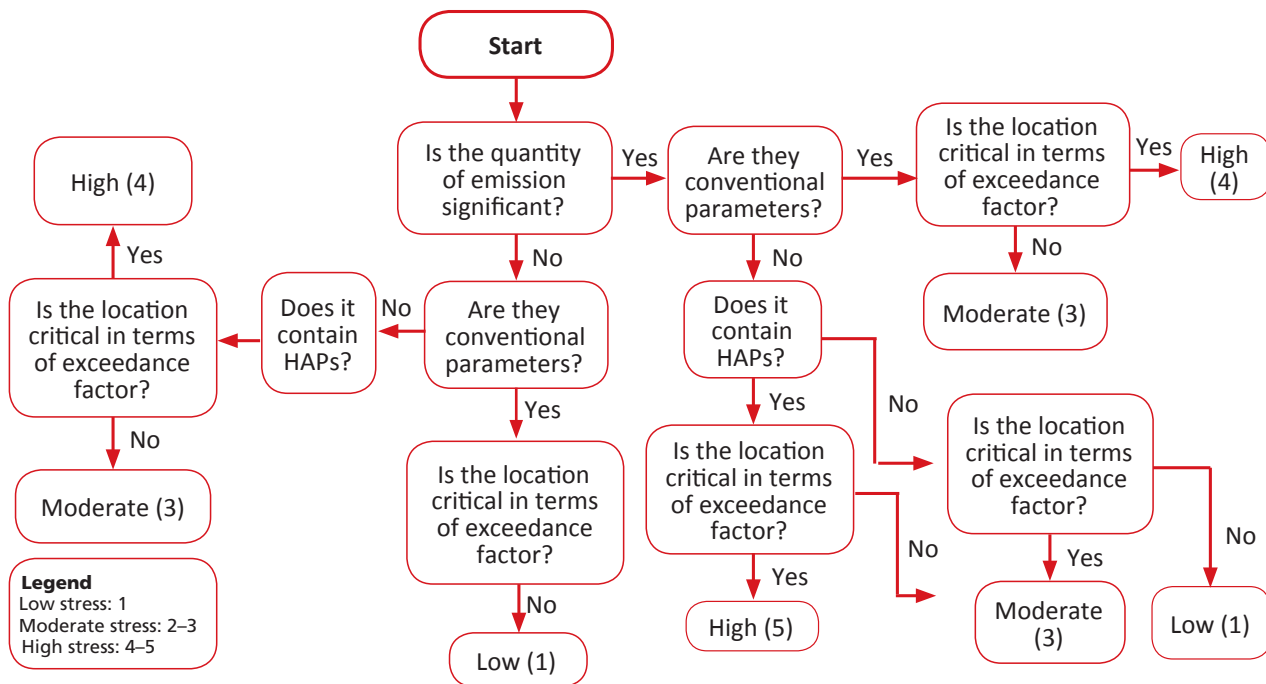 Start
Is the quantity
of emission
significant?
Yes
Are they
conventional
parameters?
Yes
Is the location
critical in terms
of exceedance
factor?
Yes
High
(4)
No
Moderate (3)
No
Does it
contain
HAPs?
No
Yes
Is the location
critical in terms
of exceedance
factor?
No
Yes
High (5)
Is the location
critical in terms
of exceedance
factor?
Yes
Moderate
(3)
No
Low (1)
No
Are they
conventional
parameters?
No
Does it
contain
HAPs?
Is the location
critical in terms
of exceedance
factor?
Yes
High (4)
No
Moderate (3)
Yes
Is the location
critical in terms
of exceedance
factor?
No
Low (1)
Legend
Low stress: 1
Moderate stress: 2–3
High stress: 4–5